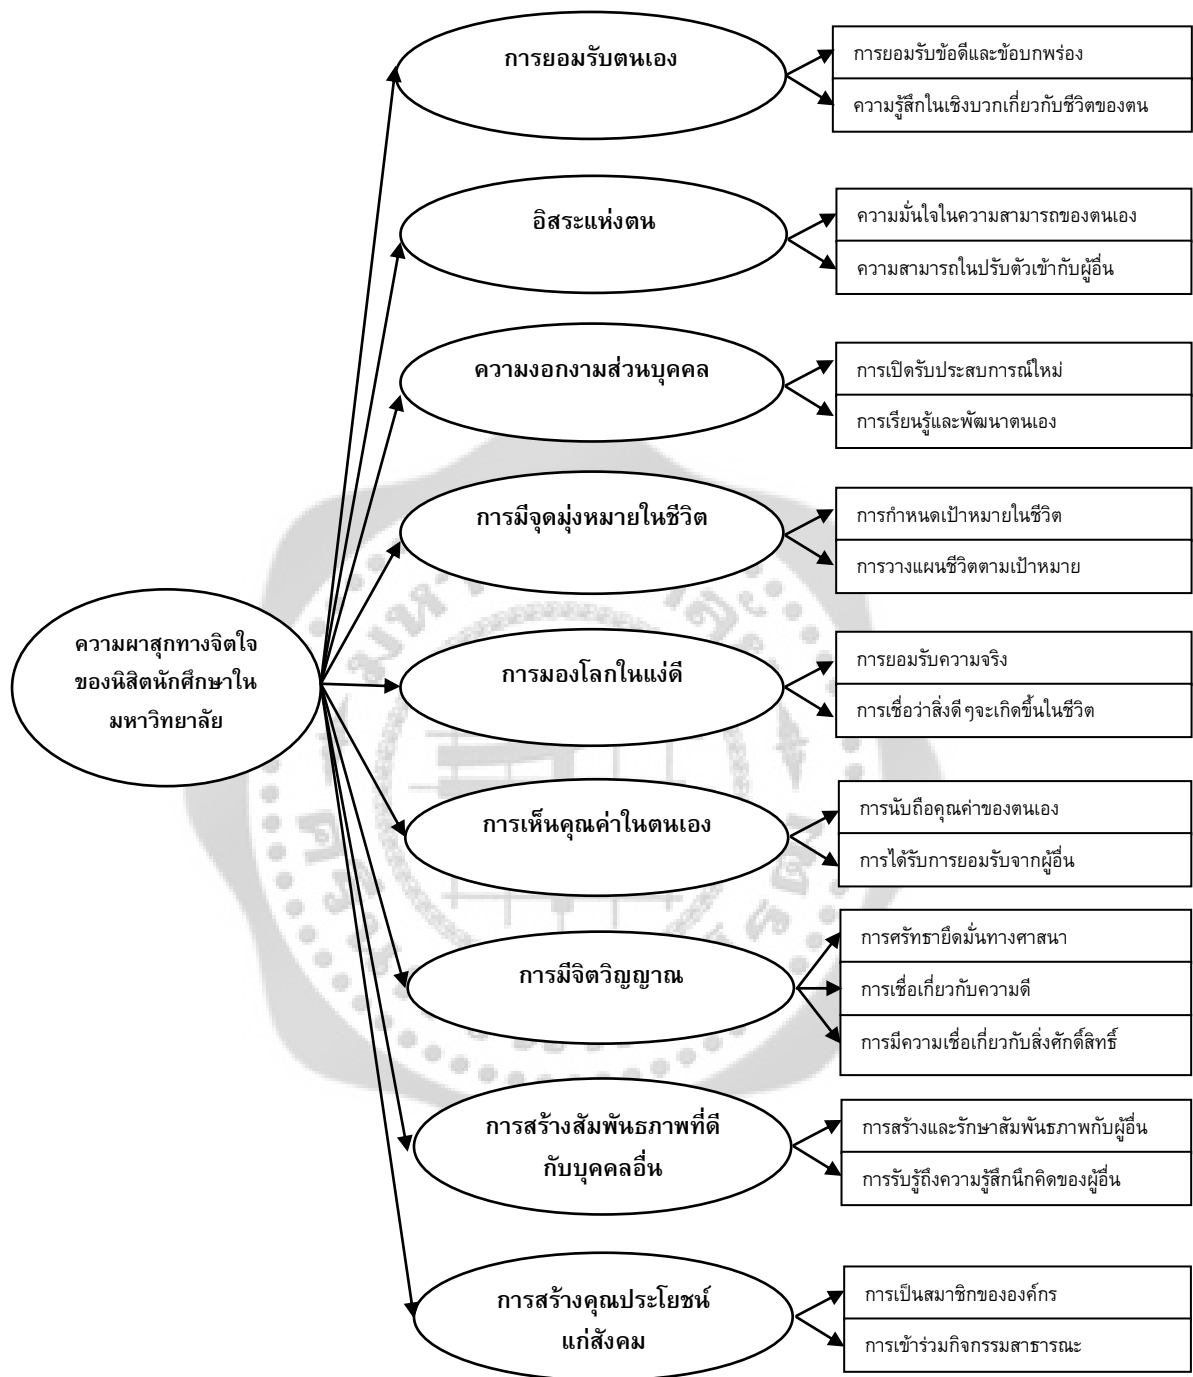 การยอมรับตนเอง
การยอมรับข้อดีและข้อบกพร่อง
ความรู้สึกในเชิงบวกเกี่ยวกับชีวิตของตน
อิสระแห่งตน
ความมั่นใจในความสามารถของตนเอง
ความสามารถในปรับตัวเข้ากับผู้อื่น
ความงอกงามส่วนบุคคล
การเปิดรับประสบการณ์ใหม่
การเรียนรู้และพัฒนาตนเอง
การมีจุดมุ่งหมายในชีวิต
การกำหนดเป้าหมายในชีวิต
การวางแผนชีวิตตามเป้าหมาย
ความผาสุกทางจิตใจ
ของนิสิตนักศึกษาใน
มหาวิทยาลัย
การมองโลกในแง่ดี
การยอมรับความจริง
การเชื่อว่าสิ่งดีๆจะเกิดขึ้นในชีวิต
การเห็นคุณค่าในตนเอง
การนับถือคุณค่าของตนเอง
การได้รับการยอมรับจากผู้อื่น
การมีจิตวิญญาณ
การศรัทธายึดมั่นทางศาสนา
การเชื่อเกี่ยวกับความดี
การมีความเชื่อเกี่ยวกับสิ่งศักดิ์สิทธิ์
การสร้างสัมพันธภาพที่ดี
กับบุคคลอื่น
การสร้างและรักษาสัมพันธภาพกับผู้อื่น
การรับรู้ถึงความรู้สึกนึกคิดของผู้อื่น
การสร้างคุณประโยชน์
แก่สังคม
การเป็นสมาชิกขององค์กร
การเข้าร่วมกิจกรรมสาธารณะ